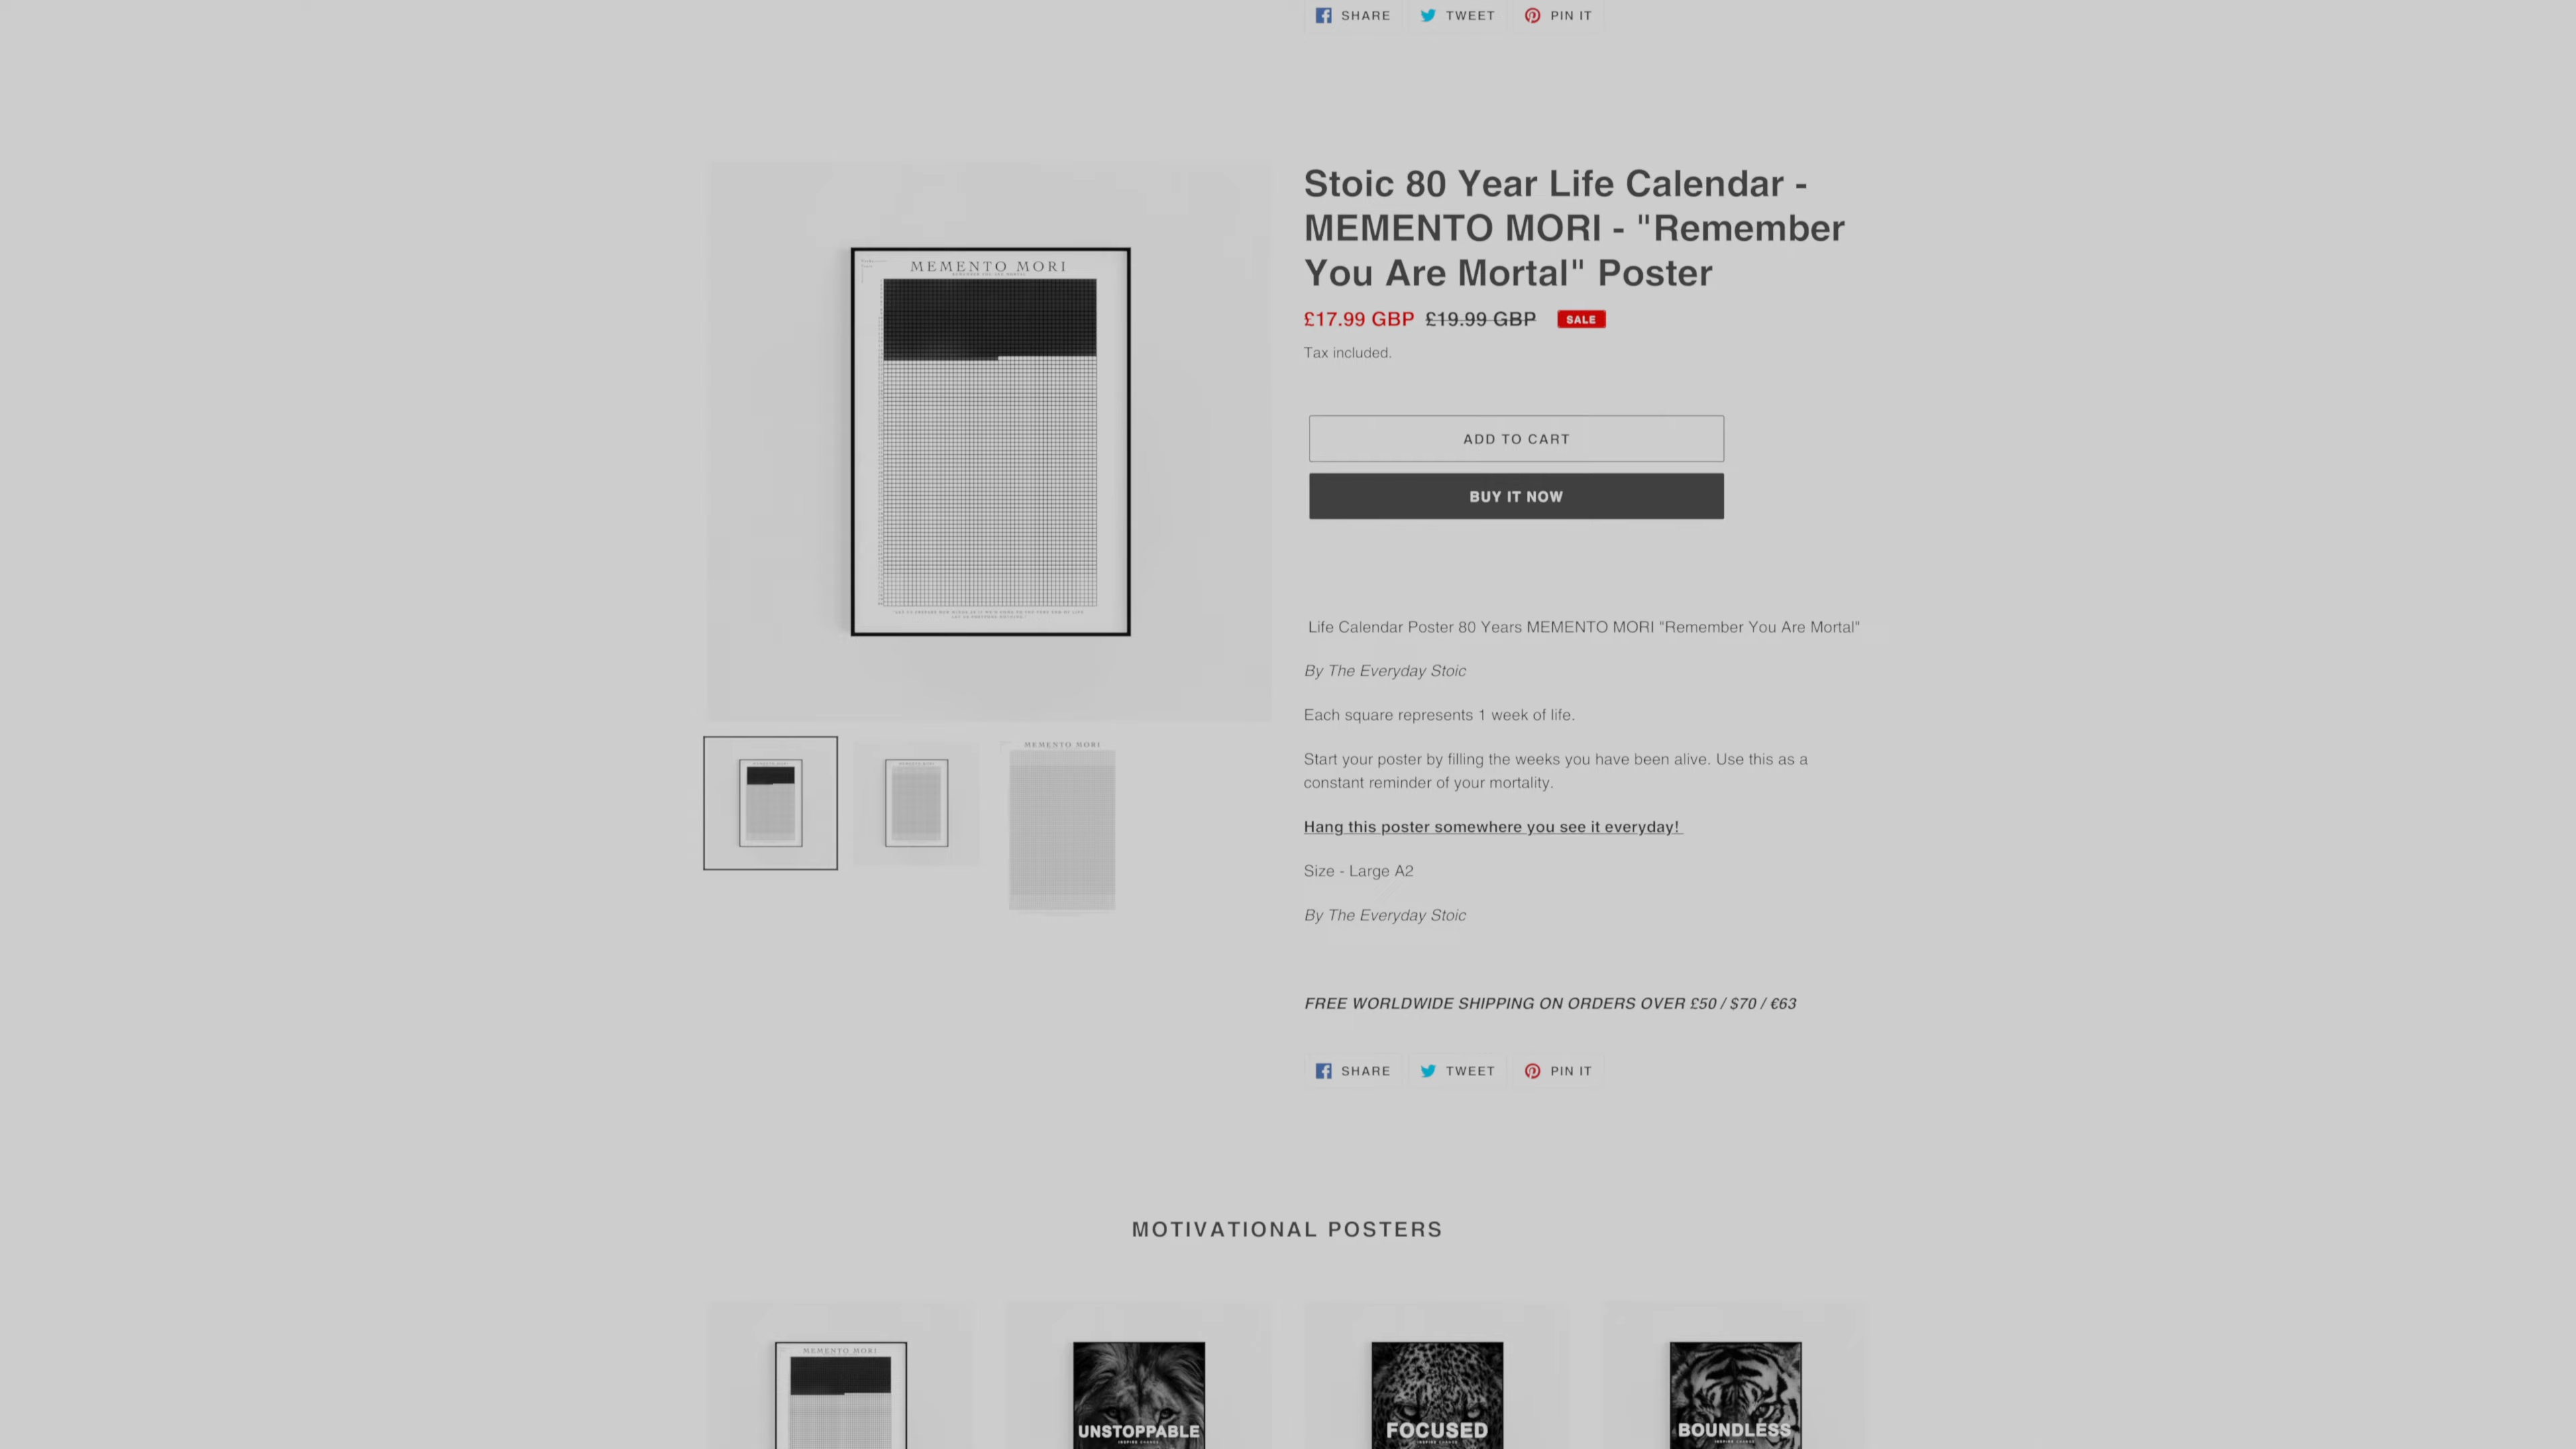 SHARE TWEET PIN IT
MEMENTO MORI
Stoic 80 Year Life Calendar -
MEMENTO MORI - "Remember
You Are Mortal" Poster
£17.99 GBP £19.99 GBP SALE
Tax included.
ADD TO CART
BUY IT NOW
Life Calendar Poster 80 Years MEMENTO MORI "Remember You Are Mortal"
By The Everyday Stoic
Each square represents 1 week of life.
Start your poster by filling the weeks you have been alive. Use this as a
constant reminder of your mortality.
Hang this poster somewhere you see it everyday!
Size - Large A2
By The Everyday Stoic
MEMENTO MORI
FREE WORLDWIDE SHIPPING ON ORDERS OVER £50 / $70 / €63
SHARE TWEET PIN IT
MOTIVATIONAL POSTERS
MEMENTO MORI
UNSTOPPABLE
FOCUSED
BOUNDLESS